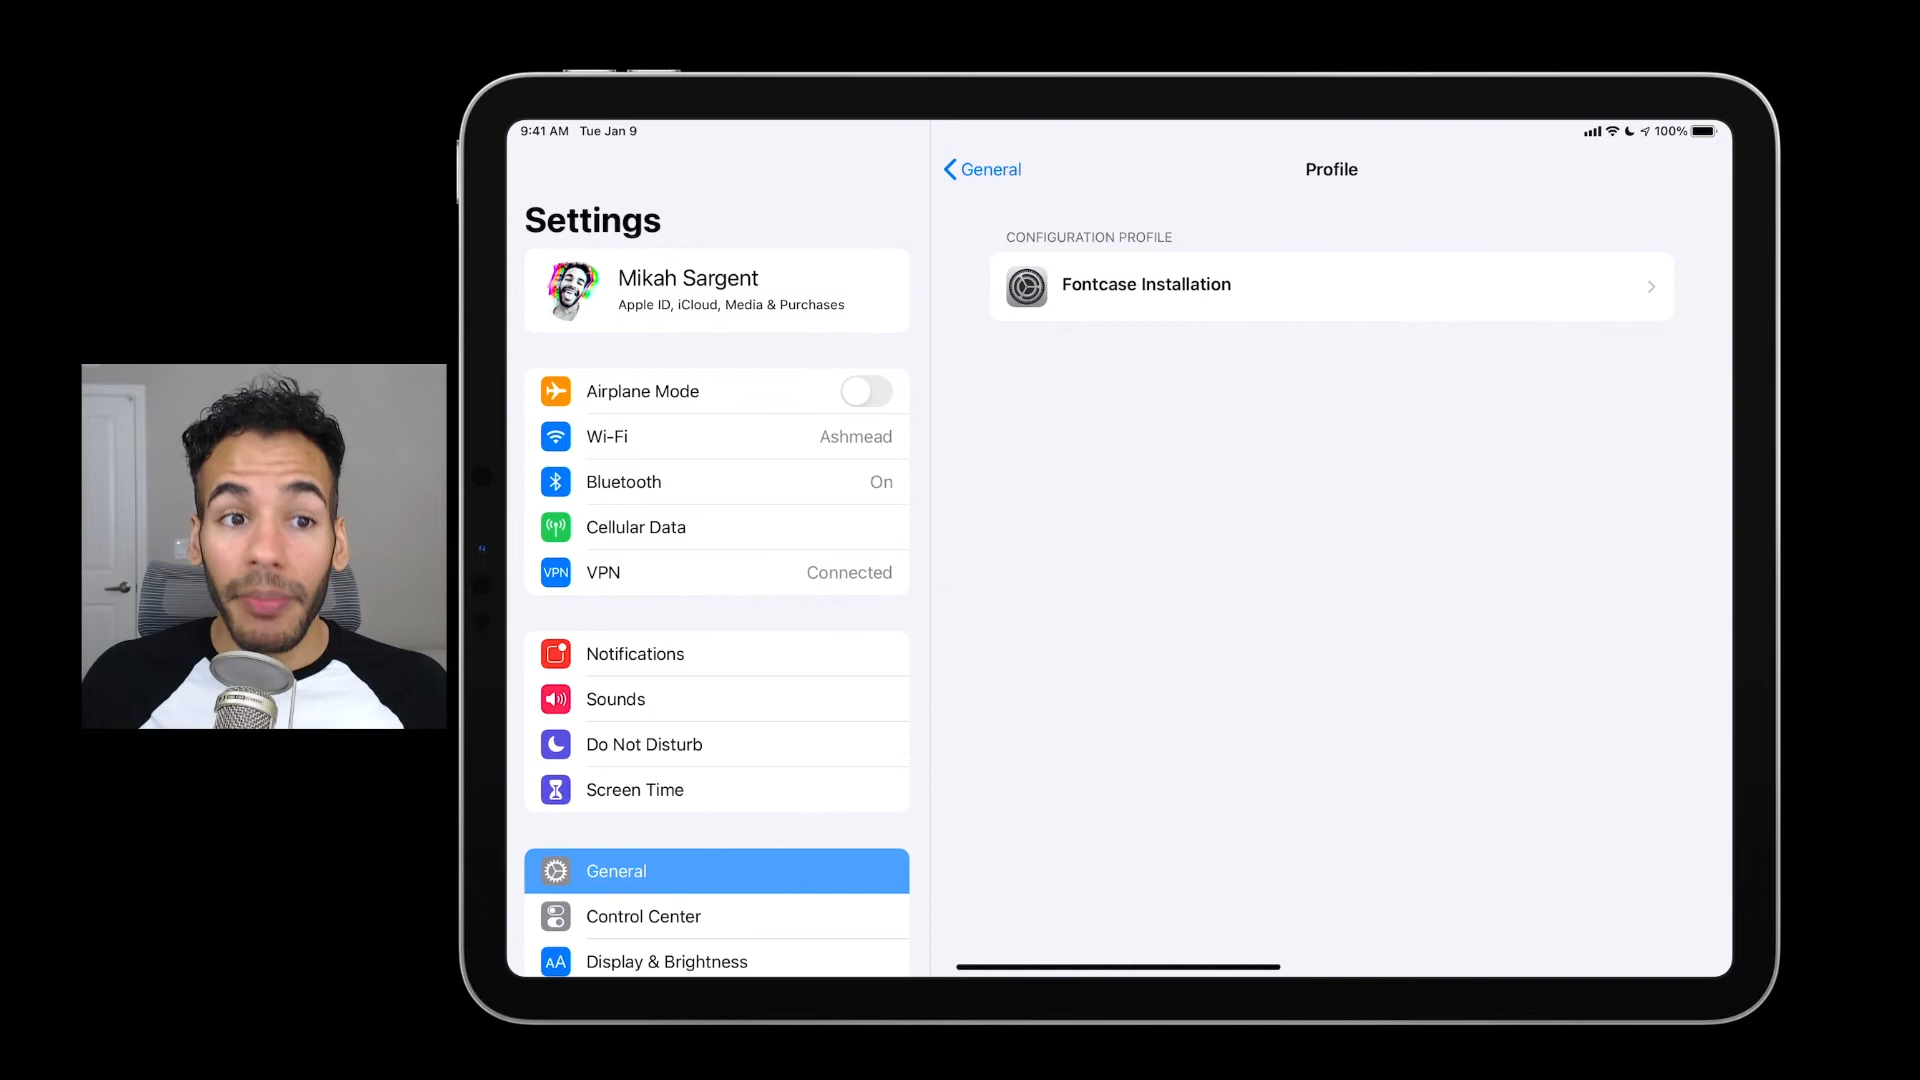 9:41 AM Tue Jan 9
100%
Settings
Mikah Sargent
Apple ID, iCloud, Media & Purchases
Airplane Mode
Wi-Fi Ashmead
Bluetooth On
Cellular Data
VPN VPN Connected
Notifications
Sounds
Do Not Disturb
Screen Time
General
Control Center
AA Display & Brightness
General
Profile
CONFIGURATION PROFILE
Fontcase Installation